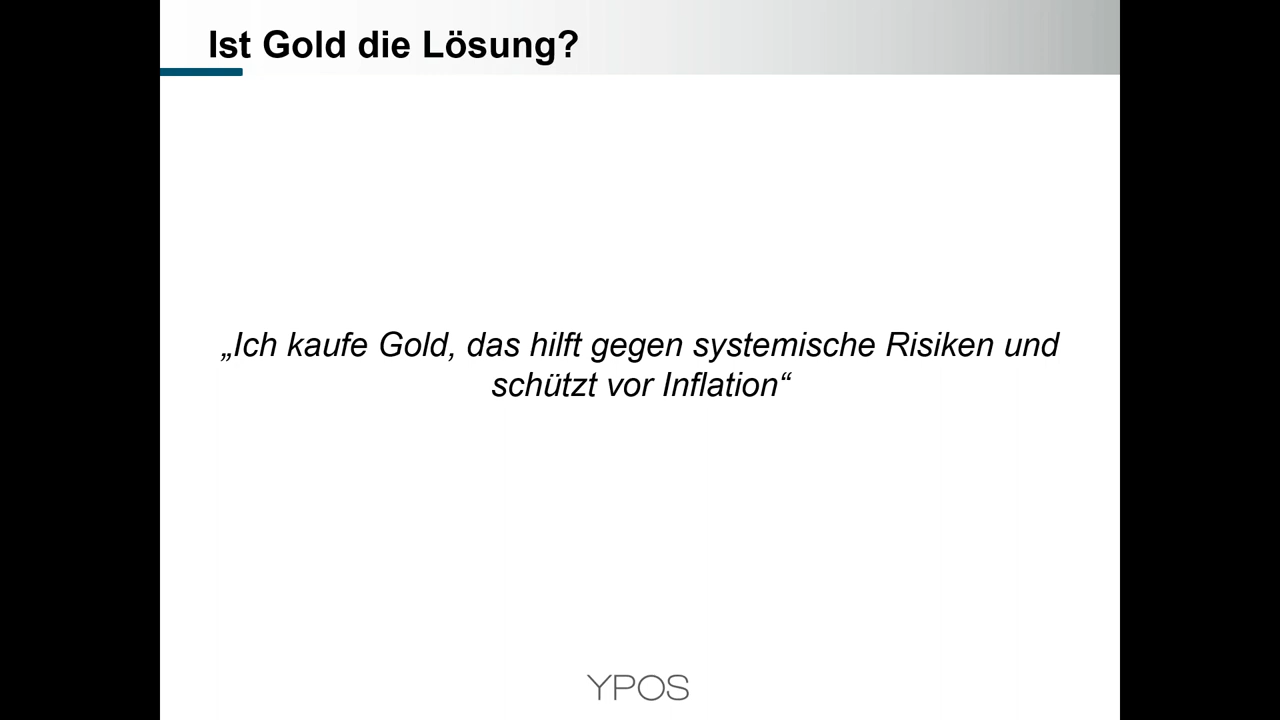 Ist Gold die Lösung?
„Ich kaufe Gold, das hilft gegen systemische Risiken und
schützt vor Inflation“
YPOS